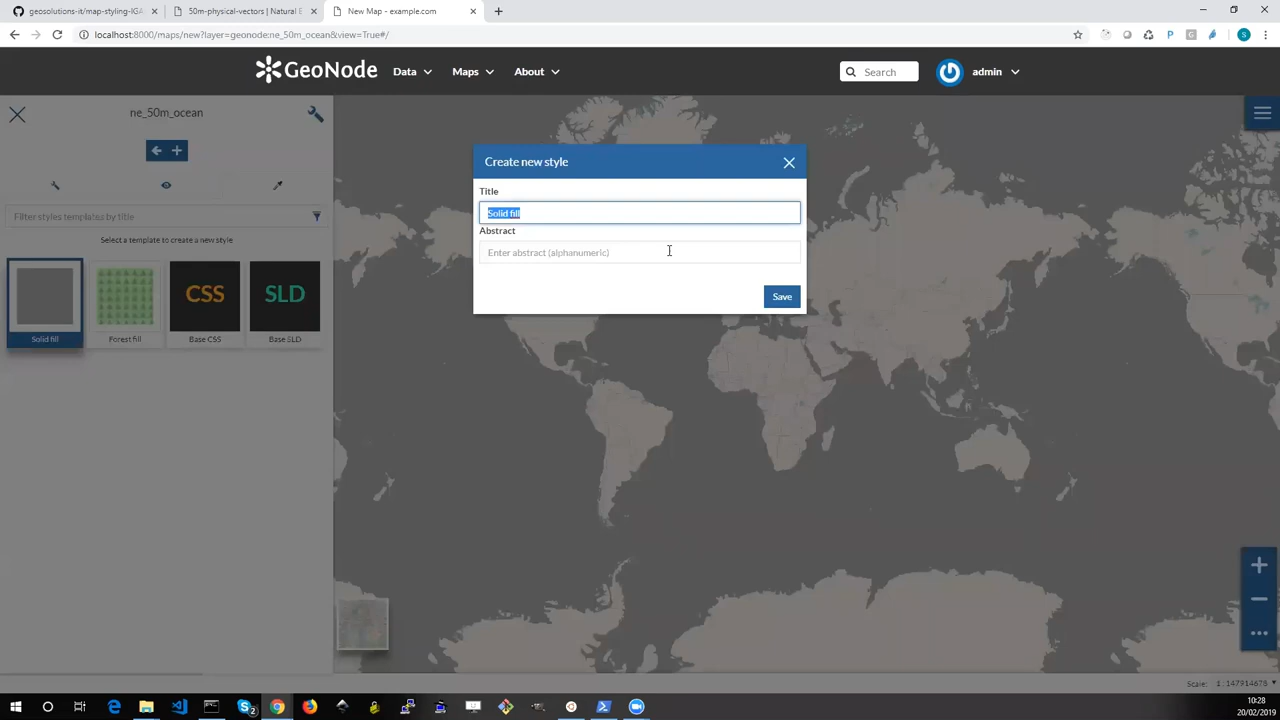 geosolutions-it/map-styling-IGA
50m-physical-vectors | Natural E
New Map - example.com
localhost:8000/maps/new?layer=geonode:ne_50m_ocean&view=True#/
S
GeoNode
Data
Maps
About
Search
admin
ne_50m_ocean
Filter styles templates by title
Select a template to create a new style
CSS
SLD
Solid fill
Forest fill
Base CSS
Base SLD
Create new style
Title
Solid fill
Abstract
Enter abstract (alphanumeric)
Save
Scale:
1 : 147914678
10:28
20/02/2019